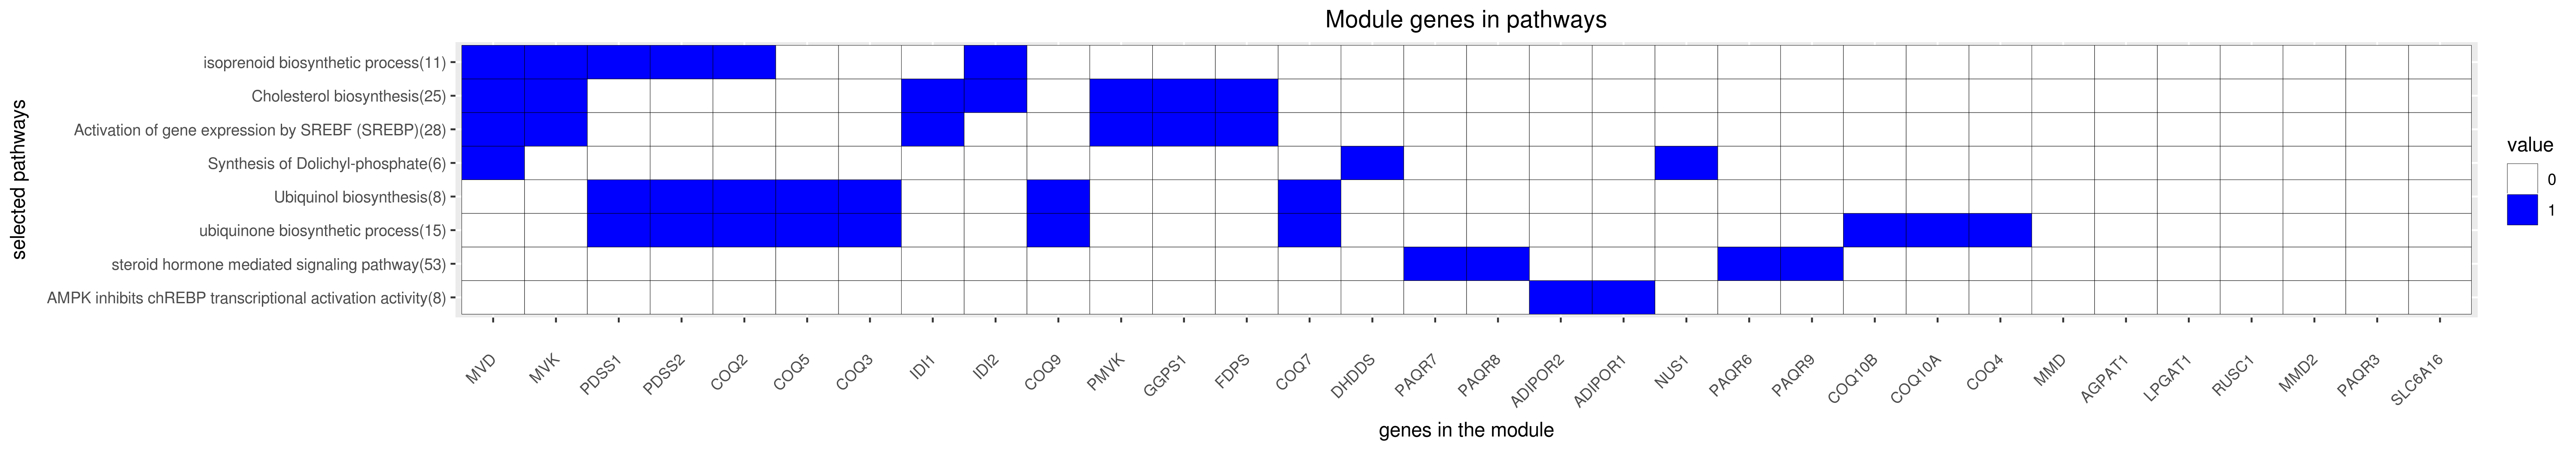 Module genes in pathways
selected pathways
isoprenoid biosynthetic process(11)
Cholesterol biosynthesis(25)
Activation of gene expression by SREBF (SREBP)(28)
Synthesis of Dolichyl-phosphate(6)
Ubiquinol biosynthesis(8)
ubiquinone biosynthetic process(15)
steroid hormone mediated signaling pathway(53)
AMPK inhibits chREBP transcriptional activation activity(8)
MVD
MVK
PDSS1
PDSS2
COQ2
COQ5
COQ3
IDI1
IDI2
COQ9
PMVK
GGPS1
FDPS
COQ7
DHDDS
PAQR7
PAQR8
ADIPOR2
ADIPOR1
NUS1
PAQR6
PAQR9
COQ10B
COQ10A
COQ4
MMD
AGPAT1
LPGAT1
RUSC1
MMD2
PAQR3
SLC6A16
genes in the module
value
0
1